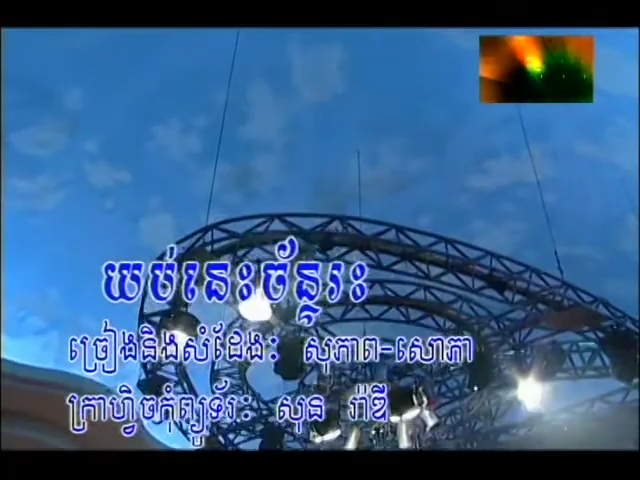 យប់នេះច័ន្ទរះ
ច្រៀងនិងសំដែងៈ សុភាព-សោភា
ក្រាហ្វិចកុំព្យូទ័រៈ សុន រ៉ាឌី